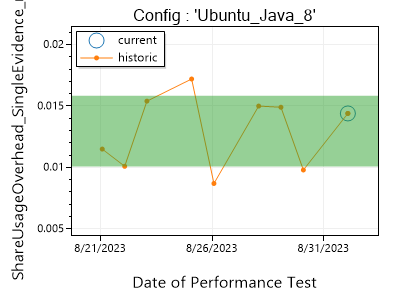 Config : 'Ubuntu_Java_8'
current
historic
0.02
0.015
0.01
0.005
ShareUsageOverhead_SingleEvidence_
8/21/2023
8/26/2023
8/31/2023
Date of Performance Test